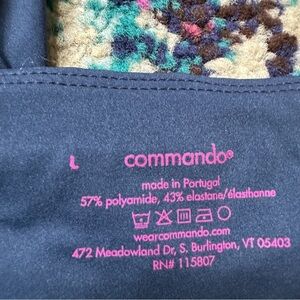 L commando®
made in Portugal
57% polyamide, 43% elastane/élasthanne
wearcommando.com
472 Meadowland Dr, S. Burlington, VT 05403
RN# 115807